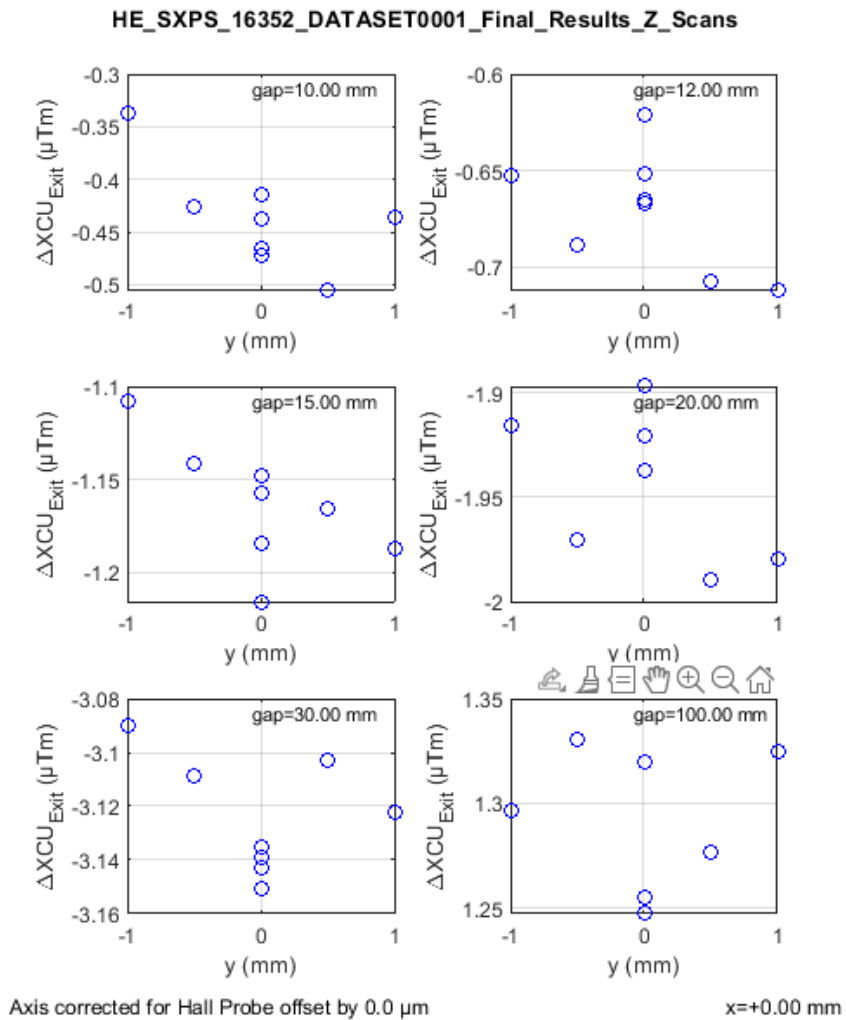 HE_SXPS_16352_DATASET0001_Final_Results_Z_Scans
gap=10.00 mm
-0.3
-0.35
-0.4
-0.45
-0.5
ΔXCU_Exit (µTm)
-1 0 1
y (mm)
gap=12.00 mm
-0.6
-0.65
-0.7
ΔXCU_Exit (µTm)
-1 0 1
y (mm)
gap=15.00 mm
-1.1
-1.15
-1.2
ΔXCU_Exit (µTm)
-1 0 1
y (mm)
gap=20.00 mm
-1.9
-1.95
-2
ΔXCU_Exit (µTm)
-1 0 1
y (mm)
gap=30.00 mm
-3.08
-3.1
-3.12
-3.14
-3.16
ΔXCU_Exit (µTm)
-1 0 1
y (mm)
gap=100.00 mm
1.35
1.3
1.25
ΔXCU_Exit (µTm)
-1 0 1
y (mm)
Axis corrected for Hall Probe offset by 0.0 µm
x=+0.00 mm